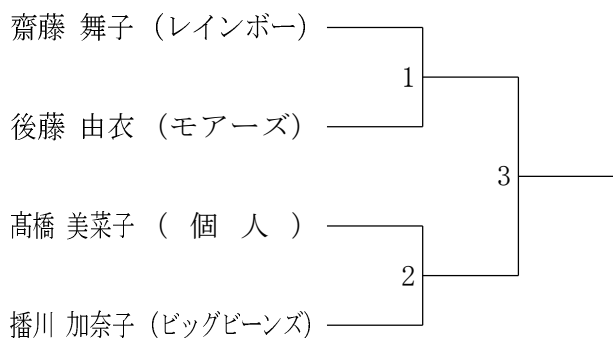 齋藤 舞子 (レインボー)
1
後藤 由衣 (モアーズ)
3
髙橋 美菜子 ( 個 人 )
2
播川 加奈子 (ビッグビーンズ)